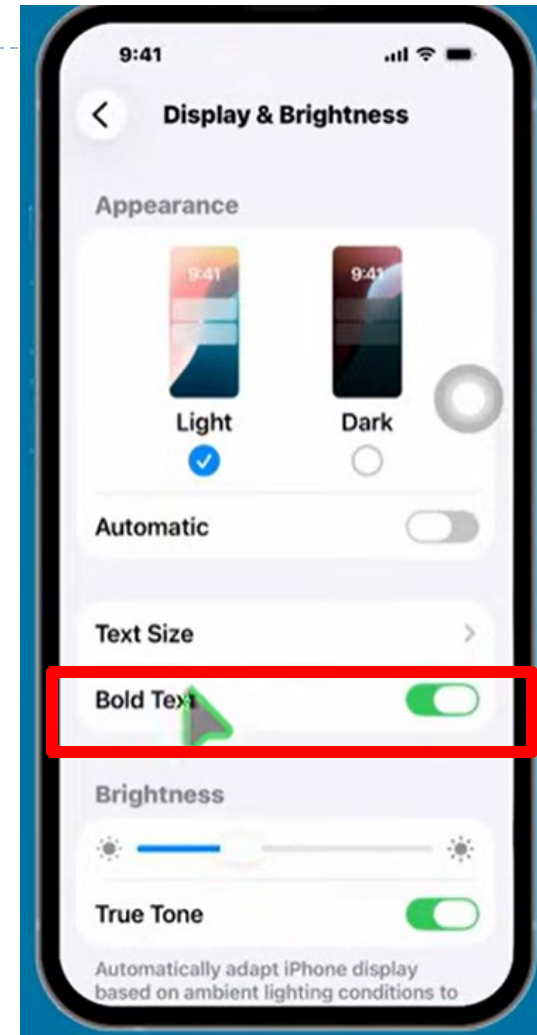 9:41
Display & Brightness
Appearance
9:41 9:41
Light Dark
Automatic
Text Size
Bold Text
Brightness
True Tone
Automatically adapt iPhone display
based on ambient lighting conditions to